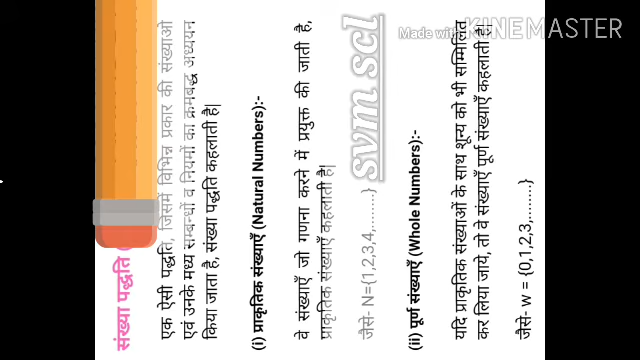 संख्या पद्धति (
एक ऐसी पद्धति, जिसमें विभिन्न प्रकार की संख्याओ
एवं उनके मध्य सम्बन्धों व नियमों का क्रमबद्ध अध्ययन
किया जाता है, संख्या पद्धति कहलाती है|
(i) प्राकृतिक संख्याएँ (Natural Numbers):-
वे संख्याएँ जो गणना करने में प्रयुक्त की जाती है,
प्राकृतिक संख्याएँ कहलाती है|
जैसे- N={1,2,3,4,........}
svm scl
(ii) पूर्ण संख्याएँ (Whole Numbers):-
यदि प्राकृतिक संख्याओं के साथ शून्य को भी सम्मिलित
कर लिया जाये, तो वे संख्याएँ पूर्ण संख्याएँ कहलाती है|
जैसे- w = {0,1,2,3,........}
Made with KINEMASTER